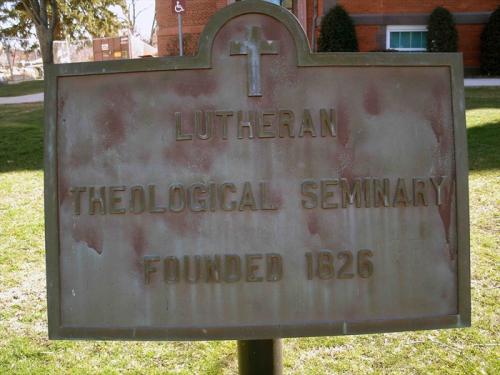 LUTHERAN
THEOLOGICAL SEMINARY
FOUNDED 1826